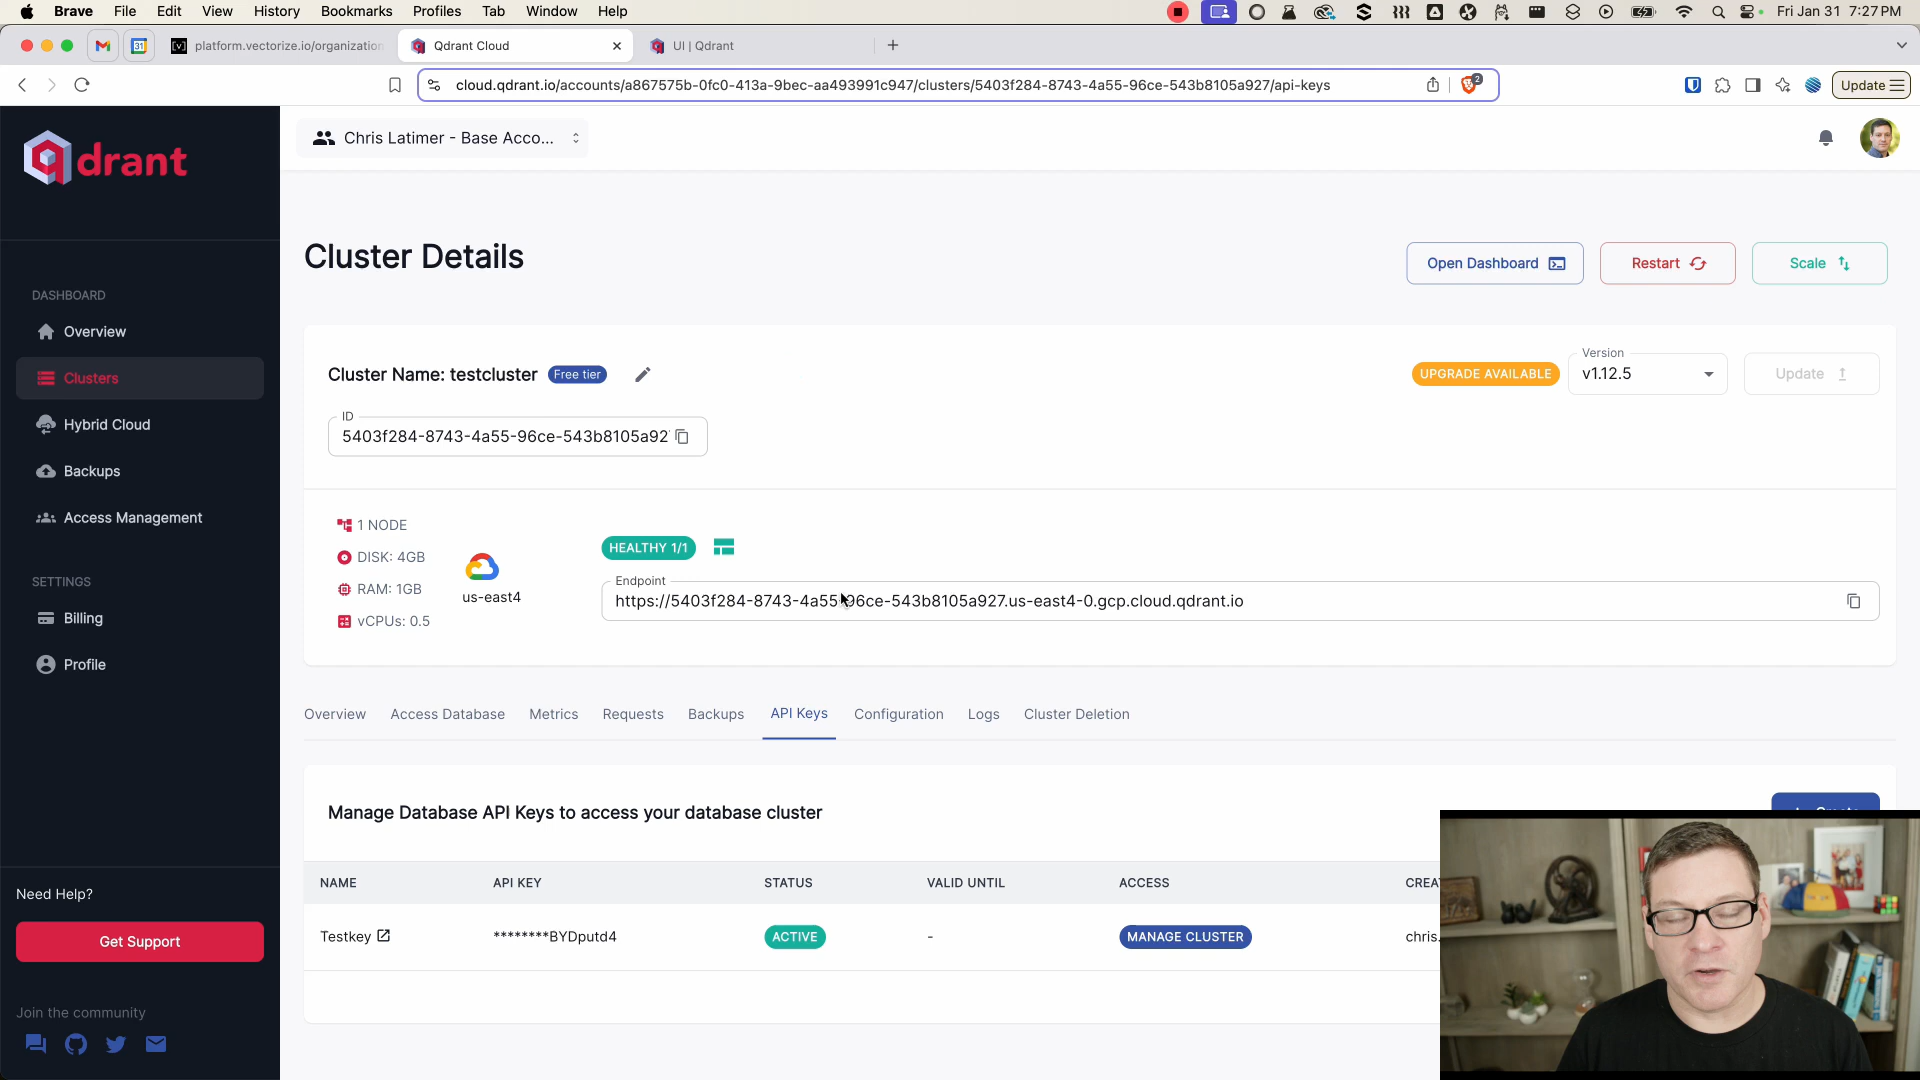 Brave File Edit View History Bookmarks Profiles Tab Window Help Fri Jan 31 7:27 PM
platform.vectorize.io/organization Qdrant Cloud UI | Qdrant
cloud.qdrant.io/accounts/a867575b-0fc0-413a-9bec-aa493991c947/clusters/5403f284-8743-4a55-96ce-543b8105a927/api-keys 2 Update
drant
Chris Latimer - Base Acco...
DASHBOARD
Overview
Clusters
Hybrid Cloud
Backups
Access Management
SETTINGS
Billing
Profile
Need Help?
Get Support
Join the community
Cluster Details
Open Dashboard Restart Scale
Cluster Name: testcluster Free tier
UPGRADE AVAILABLE Version v1.12.5 Update
ID
5403f284-8743-4a55-96ce-543b8105a92
1 NODE
DISK: 4GB
RAM: 1GB
vCPUs: 0.5
us-east4
HEALTHY 1/1
Endpoint
https://5403f284-8743-4a55-96ce-543b8105a927.us-east4-0.gcp.cloud.qdrant.io
Overview Access Database Metrics Requests Backups API Keys Configuration Logs Cluster Deletion
Manage Database API Keys to access your database cluster
NAME API KEY STATUS VALID UNTIL ACCESS CREA
Testkey ********BYDputd4 ACTIVE - MANAGE CLUSTER chris.